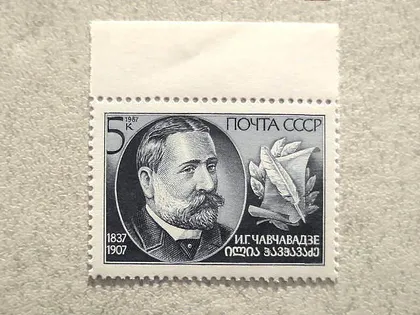 5 1987
К
ПОЧТА СССР
1837
1907
И.Г.ЧАВЧАВАДЗЕ
ილია ჭავჭავაძე